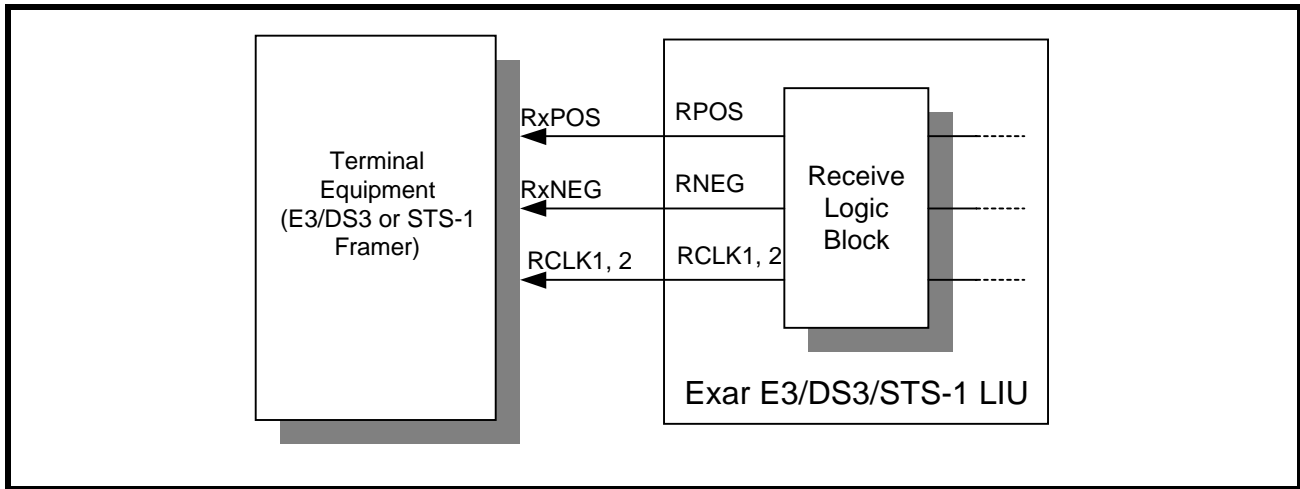 Terminal
Equipment
(E3/DS3 or STS-1
Framer)
RxPOS
RPOS
RxNEG
RNEG
RCLK1, 2
RCLK1, 2
Receive
Logic
Block
Exar E3/DS3/STS-1 LIU